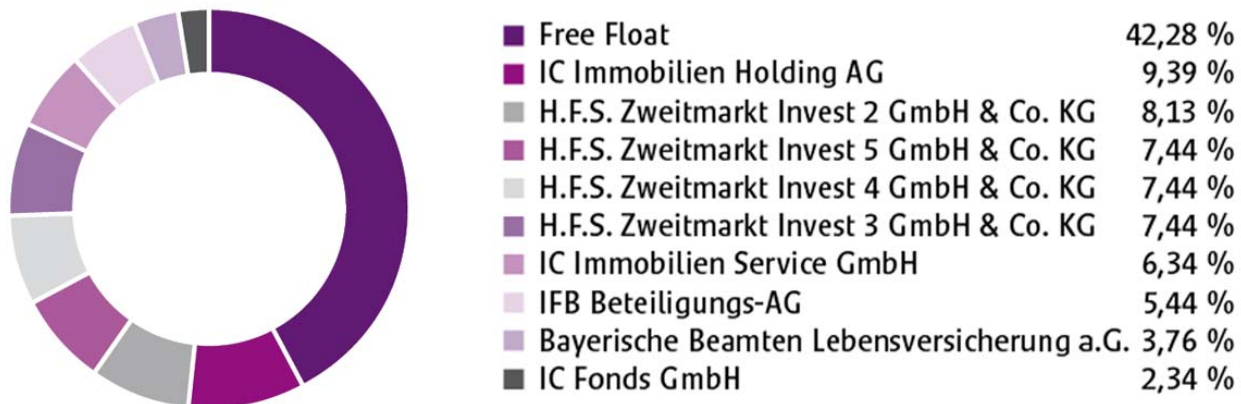 Free Float 42,28 %
IC Immobilien Holding AG 9,39 %
H.F.S. Zweitmarkt Invest 2 GmbH & Co. KG 8,13 %
H.F.S. Zweitmarkt Invest 5 GmbH & Co. KG 7,44 %
H.F.S. Zweitmarkt Invest 4 GmbH & Co. KG 7,44 %
H.F.S. Zweitmarkt Invest 3 GmbH & Co. KG 7,44 %
IC Immobilien Service GmbH 6,34 %
IFB Beteiligungs-AG 5,44 %
Bayerische Beamten Lebensversicherung a.G. 3,76 %
IC Fonds GmbH 2,34 %